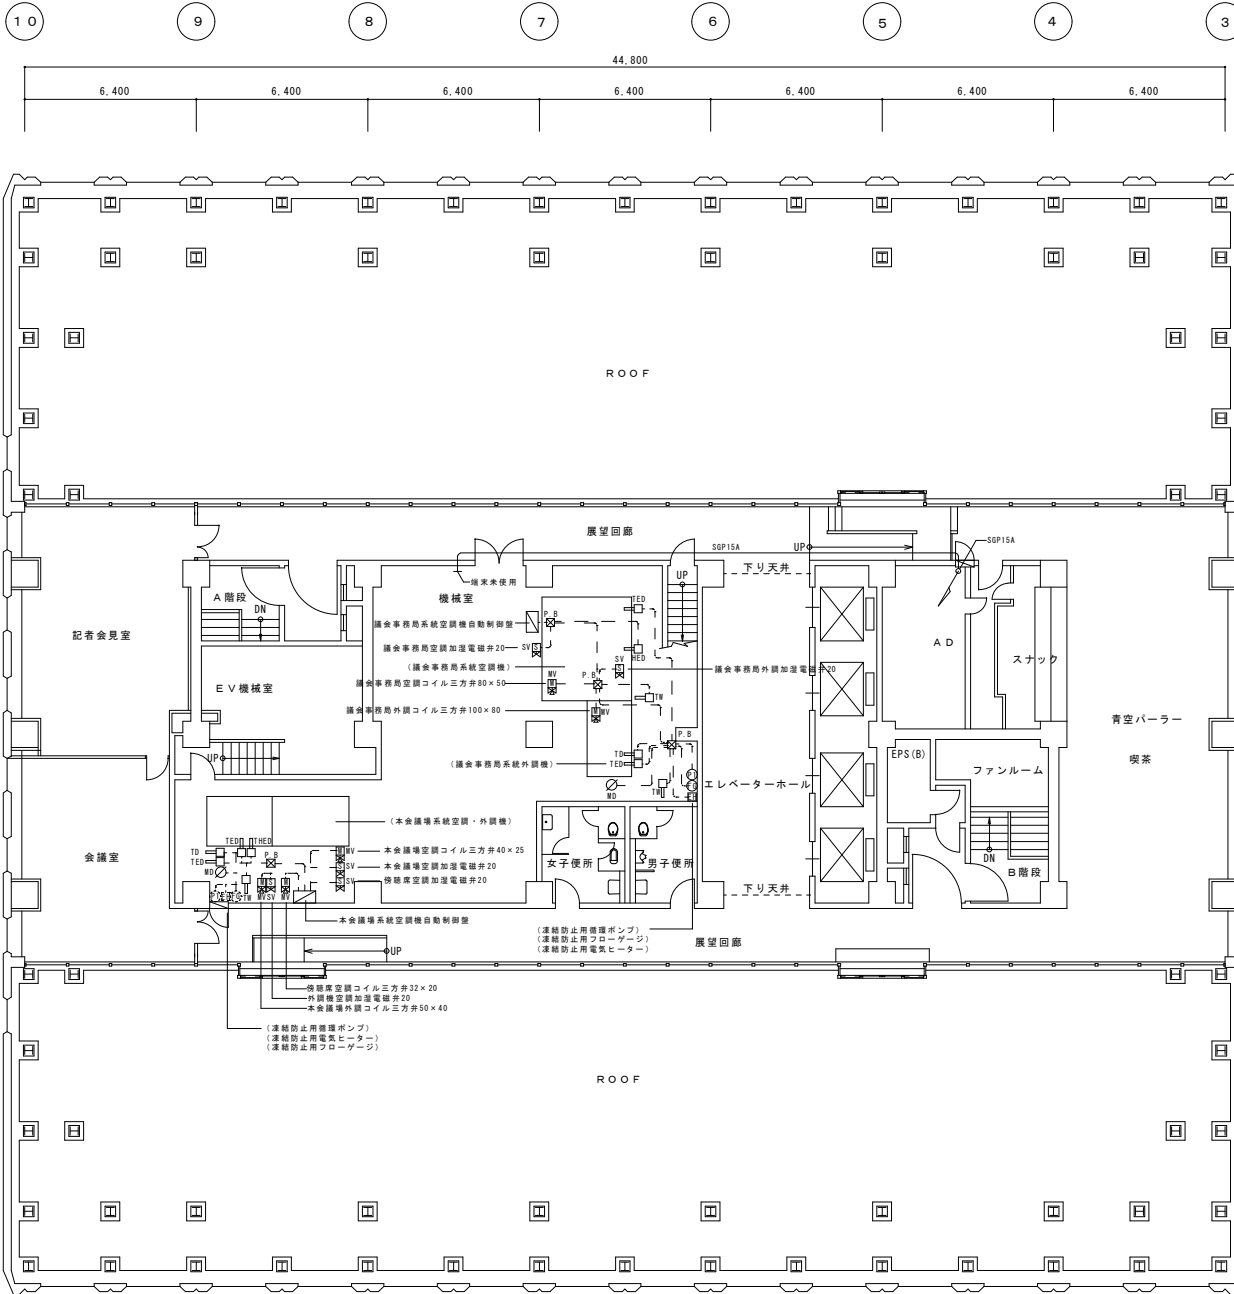 10 9 8 7 6 5 4 3
44,800
6,400 6,400 6,400 6,400 6,400 6,400 6,400
ROOF
展望回廊
SGP15A
UP
SGP15A
下り天井
端末未使用
機械室
UP
A階段
DN
TED
P.B
議会事務局系統空調機自動制御盤
記者会見室
AD
スナック
議会事務局空調加湿電磁弁20
SV
S
HED
(議会事務局系統空調機)
SV
S
議会事務局外調加湿電磁弁20
EV機械室
MV
M
議会事務局空調コイル三方弁80×50
P.B
TW
議会事務局外調コイル三方弁100×80
M
MV
青空パーラー
P.B
UP
TD
TED
(議会事務局系統外調機)
EPS(B)
喫茶
ファンルーム
MD
TW
エレベーターホール
(本会議場系統空調・外調機)
TED
THED
TD
TED
MD
P.B
M
MV
本会議場空調コイル三方弁40×25
S
SV
本会議場空調加湿電磁弁20
S
SV
傍聴席空調加湿電磁弁20
会議室
女子便所
男子便所
DN
B階段
TW
M
S
M
MV
SV
MV
下り天井
本会議場系統空調機自動制御盤
(凍結防止用循環ポンプ)
(凍結防止用フローゲージ)
(凍結防止用電気ヒーター)
展望回廊
UP
傍聴席空調コイル三方弁32×20
外調機空調加湿電磁弁20
本会議場外調コイル三方弁50×40
(凍結防止用循環ポンプ)
(凍結防止用電気ヒーター)
(凍結防止用フローゲージ)
ROOF